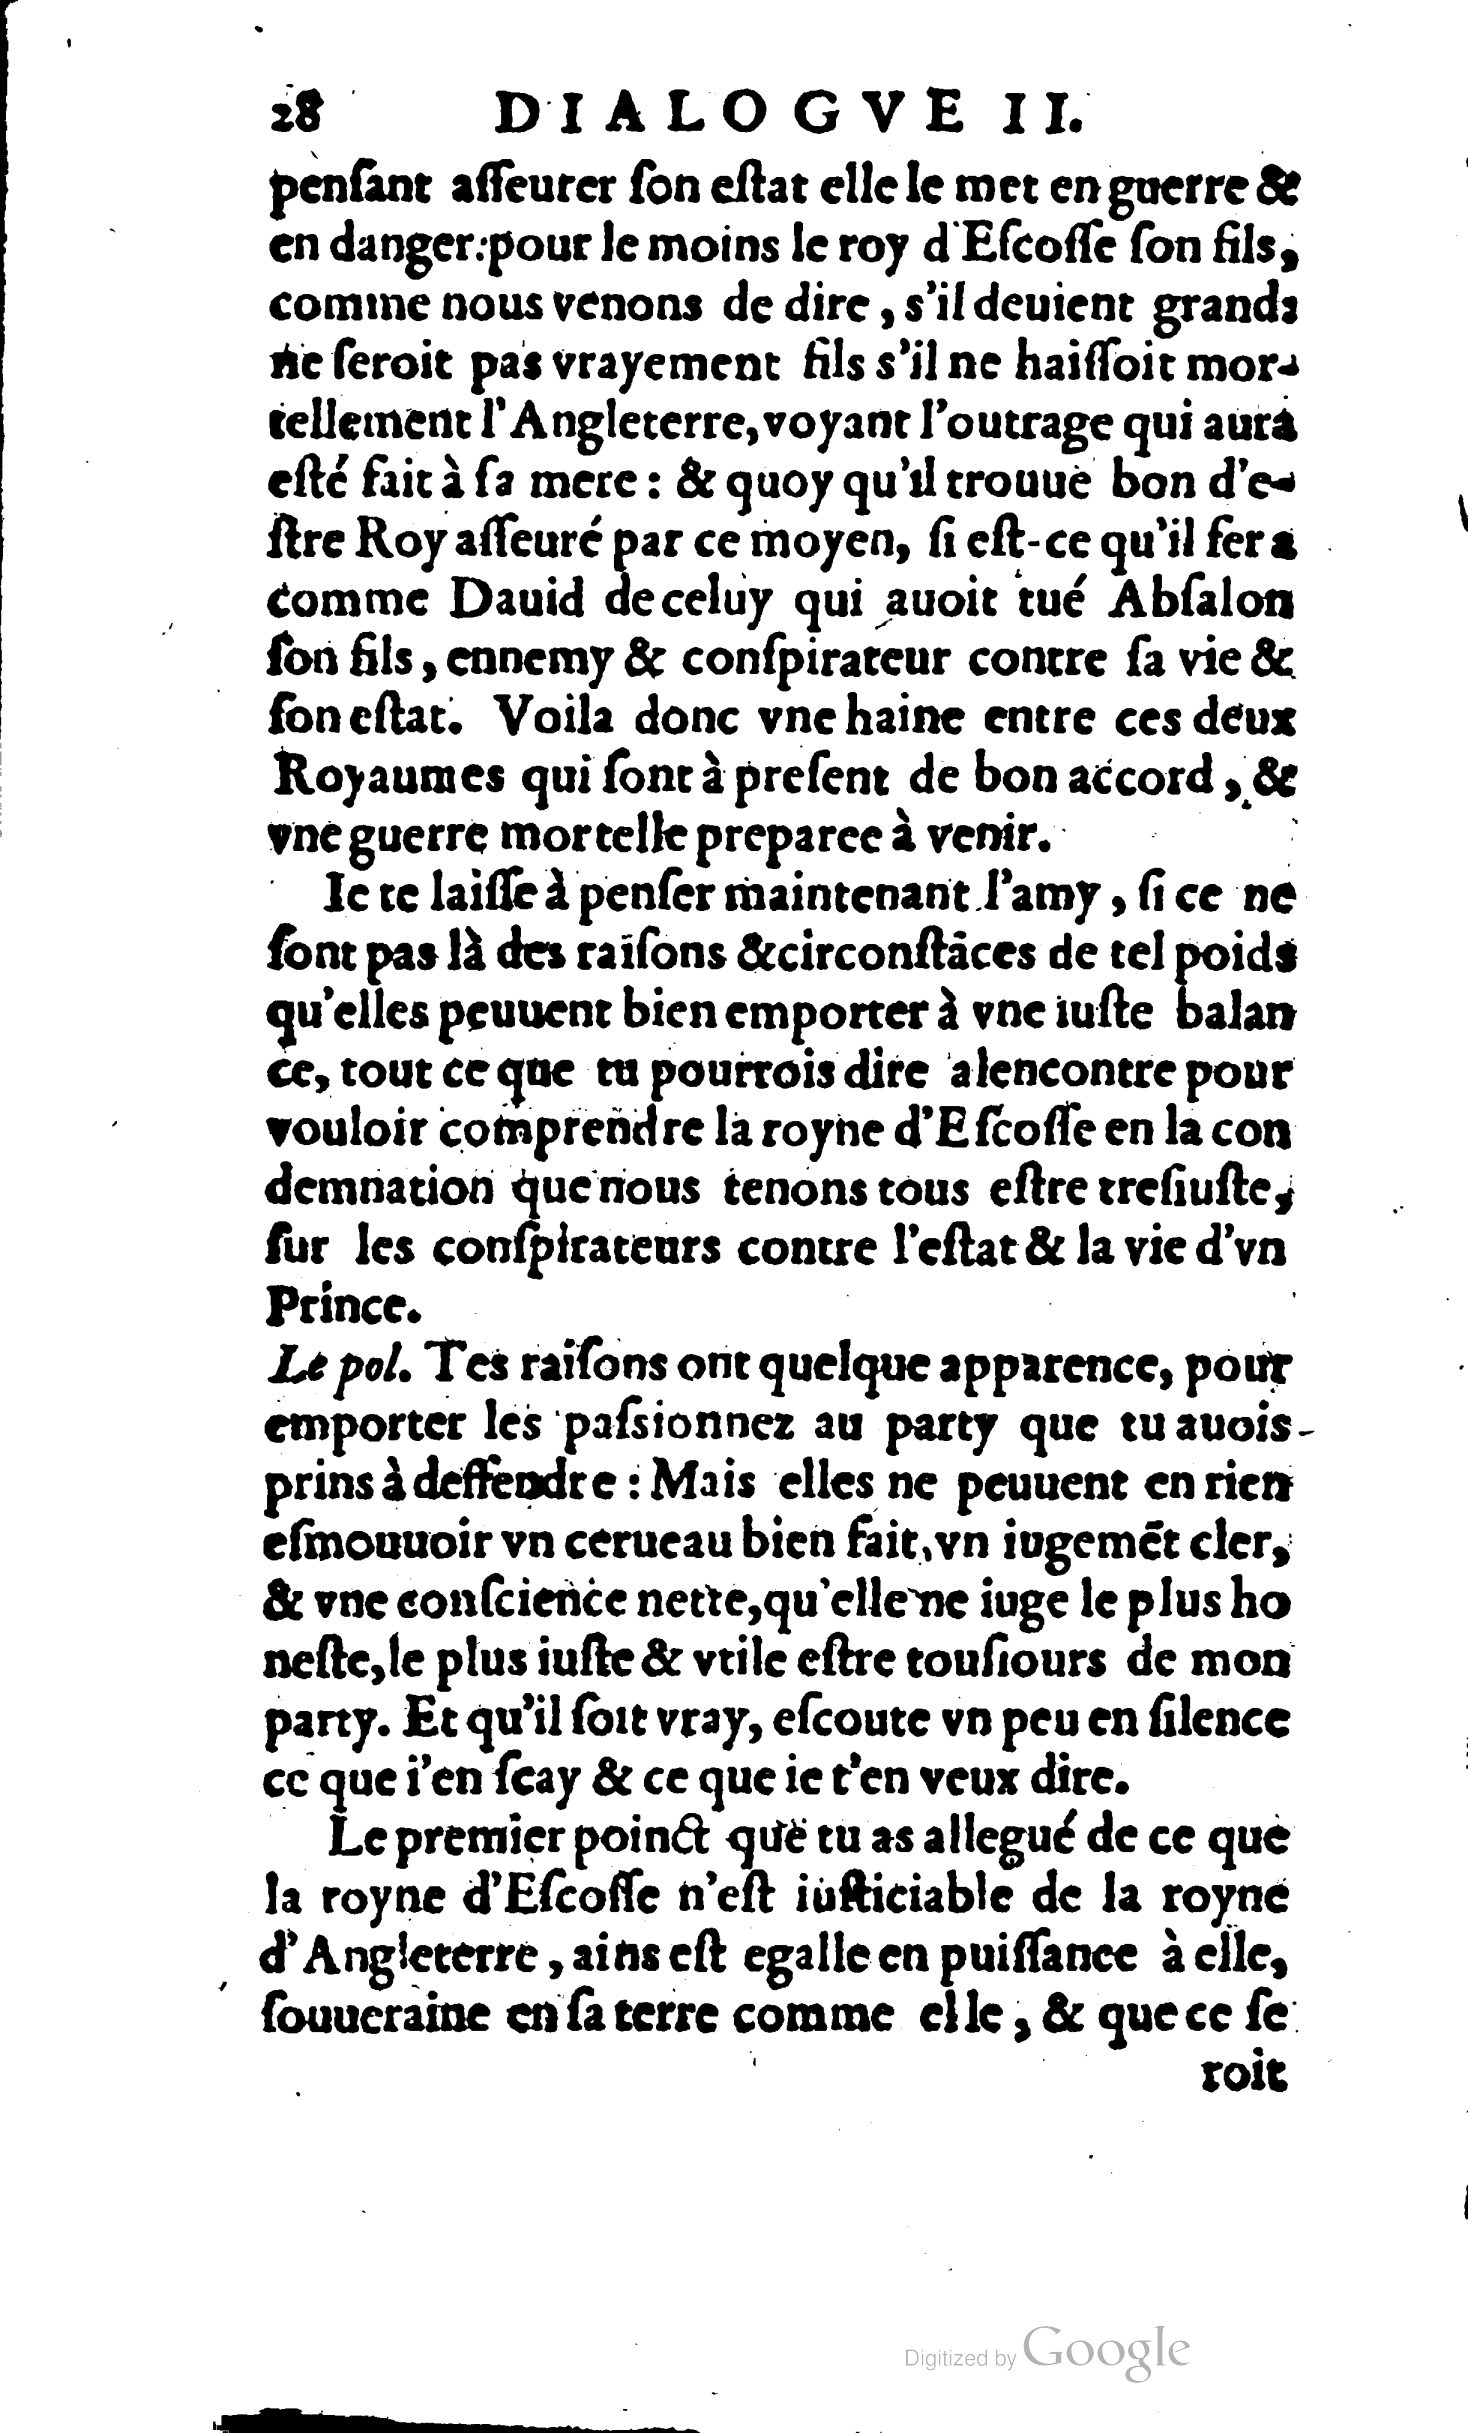 28 DIALOGVE II.
penſant aſſeurer ſon eſtat elle le met en guerre &
en danger: pour le moins le roy d'Eſcoſſe ſon fils,
comme nous venons de dire, s'il deuient grand,
ne ſeroit pas vrayement fils s'il ne haiſſoit mor-
tellement l'Angleterre, voyant l'outrage qui aura
eſté fait à ſa mere: & quoy qu'il trouue bon d'e-
ſtre Roy aſſeuré par ce moyen, ſi eſt-ce qu'il fera
comme Dauid de celuy qui auoit tué Abſalon
ſon fils, ennemy & conſpirateur contre ſa vie &
ſon eſtat. Voila donc vne haine entre ces deux
Royaumes qui ſont à preſent de bon accord, &
vne guerre mortelle preparee à venir.
Ie te laiſſe à penſer maintenant l'amy, ſi ce ne
ſont pas là des raiſons & circonſtāces de tel poids
qu'elles peuuent bien emporter à vne iuſte balan
ce, tout ce que tu pourrois dire alencontre pour
vouloir comprendre la royne d'Eſcoſſe en la con
demnation que nous tenons tous eſtre treſiuſte,
ſur les conſpirateurs contre l'eſtat & la vie d'vn
Prince.
Le pol. Tes raiſons ont quelque apparence, pour
emporter les paſsionnez au party que tu auois
prins à deffendre: Mais elles ne peuuent en rien
eſmouuoir vn cerueau bien fait, vn iugemēt cler,
& vne conſcience nette, qu'elle ne iuge le plus ho
neſte, le plus iuſte & vtile eſtre touſiours de mon
party. Et qu'il ſoit vray, eſcoute vn peu en ſilence
ce que i'en ſcay & ce que ie t'en veux dire.
Le premier poinct que tu as allegué de ce que
la royne d'Eſcoſſe n'eſt iuſticiable de la royne
d'Angleterre, ains eſt egalle en puiſſance à elle,
ſouueraine en ſa terre comme elle, & que ce ſe
roit
Digitized by Google